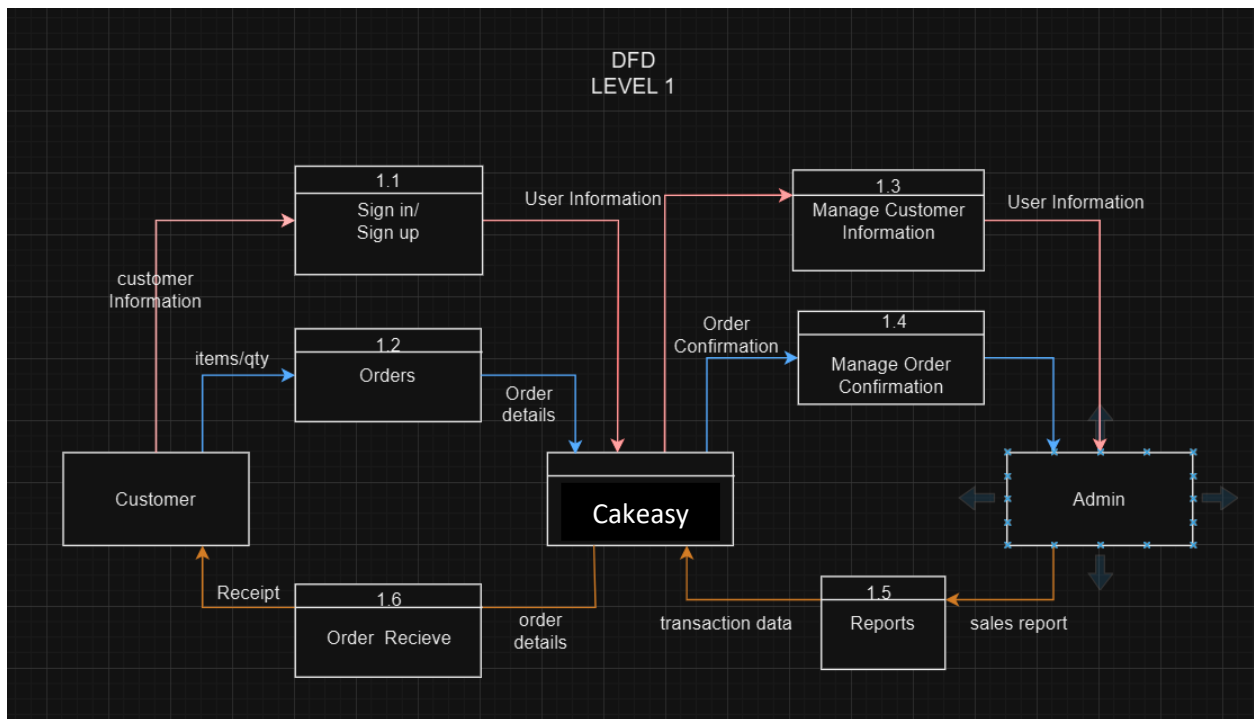 DFD
LEVEL 1
1.1
Sign in/
Sign up
User Information
1.3
Manage Customer
Information
User Information
customer
Information
1.2
Orders
items/qty
Order
details
Order
Confirmation
1.4
Manage Order
Confirmation
Customer
Cakeasy
Admin
Receipt
1.6
Order Recieve
order
details
transaction data
1.5
Reports
sales report